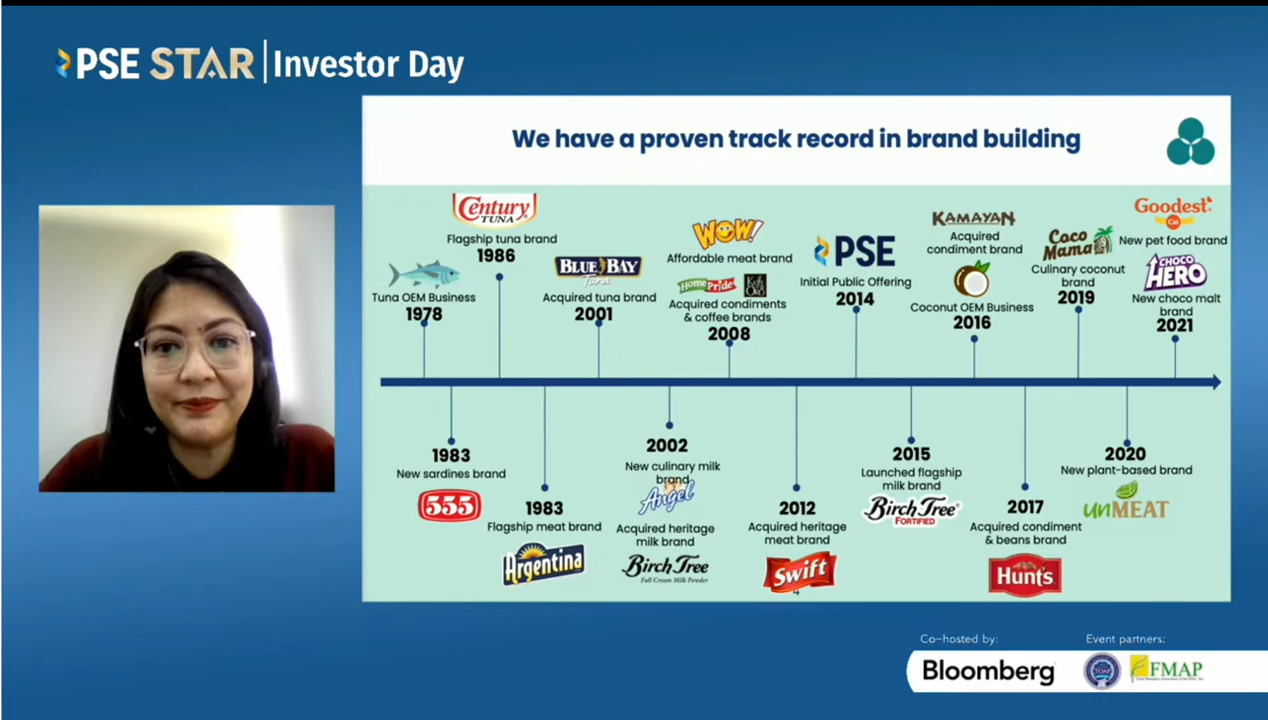 PSE STAR | Investor Day
We have a proven track record in brand building
Century
TUNA
Flagship tuna brand
1986
Tuna OEM Business
1978
BLUE BAY
Tuna
Acquired tuna brand
2001
WOW!
Affordable meat brand
Home Pride
Acquired condiments
& coffee brands
2008
PSE
Initial Public Offering
2014
KAMAYAN
Acquired
condiment brand
Coconut OEM Business
2016
Coco
Mama
Culinary coconut
brand
2019
Goodest
Cat
New pet food brand
CHOCO
HERO
New choco malt
brand
2021
1983
New sardines brand
555
1983
Flagship meat brand
Argentina
2002
New culinary milk
brand
Angel
Acquired heritage
milk brand
Birch Tree
Full Cream Milk Powder
2012
Acquired heritage
meat brand
Swift
4
2015
Launched flagship
milk brand
Birch Tree
FORTIFIED
2017
Acquired condiment
& beans brand
Hunt's
2020
New plant-based brand
unMEAT
Co-hosted by:
Bloomberg
Event partners:
FMAP